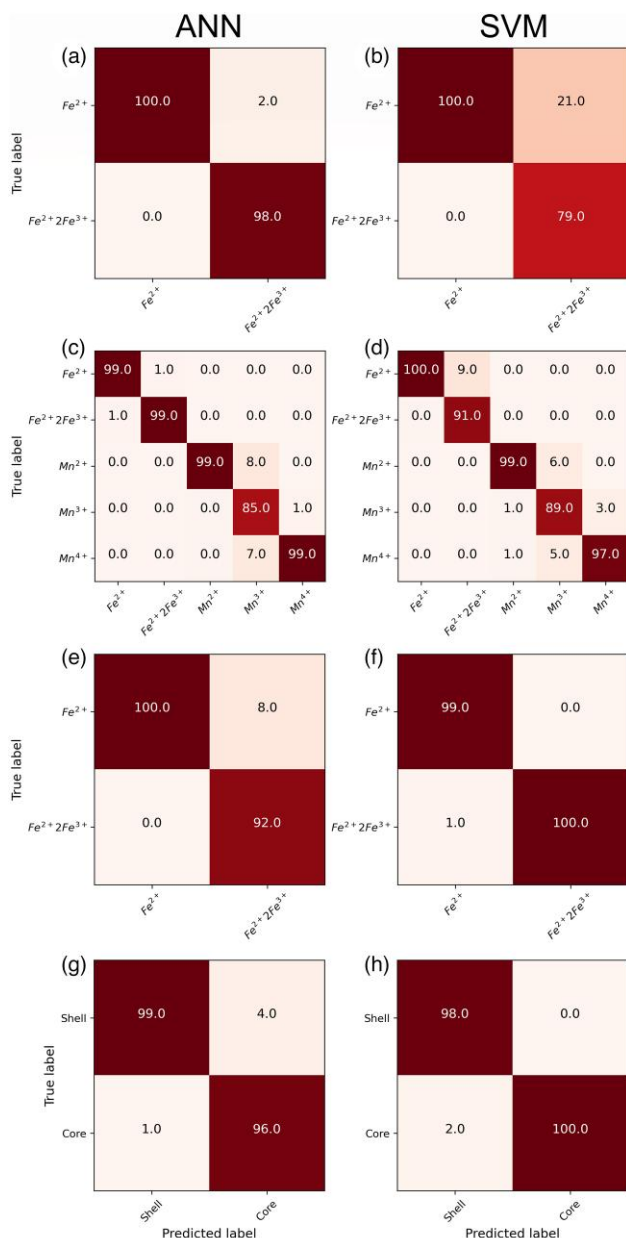 ANN SVM
(a) (b)
Fe²⁺ 100.0 2.0 Fe²⁺ 100.0 21.0
True label
Fe²⁺2Fe³⁺ 0.0 98.0 Fe²⁺2Fe³⁺ 0.0 79.0
Fe²⁺ Fe²⁺2Fe³⁺ Fe²⁺ Fe²⁺2Fe³⁺
(c) (d)
Fe²⁺ 99.0 1.0 0.0 0.0 0.0 Fe²⁺ 100.0 9.0 0.0 0.0 0.0
Fe²⁺2Fe³⁺ 1.0 99.0 0.0 0.0 0.0 Fe²⁺2Fe³⁺ 0.0 91.0 0.0 0.0 0.0
True label
Mn²⁺ 0.0 0.0 99.0 8.0 0.0 Mn²⁺ 0.0 0.0 99.0 6.0 0.0
Mn³⁺ 0.0 0.0 0.0 85.0 1.0 Mn³⁺ 0.0 0.0 1.0 89.0 3.0
Mn⁴⁺ 0.0 0.0 0.0 7.0 99.0 Mn⁴⁺ 0.0 0.0 1.0 5.0 97.0
Fe²⁺ Fe²⁺2Fe³⁺ Mn²⁺ Mn³⁺ Mn⁴⁺ Fe²⁺ Fe²⁺2Fe³⁺ Mn²⁺ Mn³⁺ Mn⁴⁺
(e) (f)
Fe²⁺ 100.0 8.0 Fe²⁺ 99.0 0.0
True label
Fe²⁺2Fe³⁺ 0.0 92.0 Fe²⁺2Fe³⁺ 1.0 100.0
Fe²⁺ Fe²⁺2Fe³⁺ Fe²⁺ Fe²⁺2Fe³⁺
(g) (h)
Shell 99.0 4.0 Shell 98.0 0.0
True label
Core 1.0 96.0 Core 2.0 100.0
Shell Core Shell Core
Predicted label Predicted label